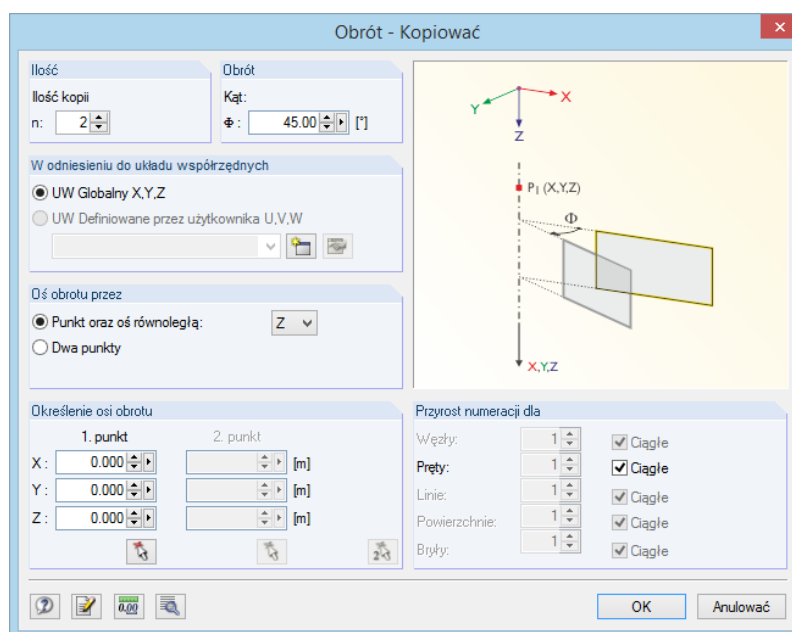 Obrót - Kopiować
Ilość
Ilość kopii
n: 2
Obrót
Kąt:
Φ : 45.00 [°]
W odniesieniu do układu współrzędnych
UW Globalny X,Y,Z
UW Definiowane przez użytkownika U,V,W
Oś obrotu przez
Punkt oraz oś równoległą: Z
Dwa punkty
X
Y
Z
P₁ (X,Y,Z)
Φ
X,Y,Z
Określenie osi obrotu
1. punkt 2. punkt
X : 0.000 [m]
Y : 0.000 [m]
Z : 0.000 [m]
2
Przyrost numeracji dla
Węzły: 1 Ciągłe
Pręty: 1 Ciągłe
Linie: 1 Ciągłe
Powierzchnie: 1 Ciągłe
Bryły: 1 Ciągłe
0.00
OK Anulować